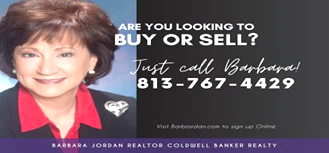 ARE YOU LOOKING TO
BUY OR SELL?
Just call Barbara!
813-767-4429
Visit Barbjordan.com to sign up Online
BARBARA JORDAN REALTOR COLDWELL BANKER REALTY